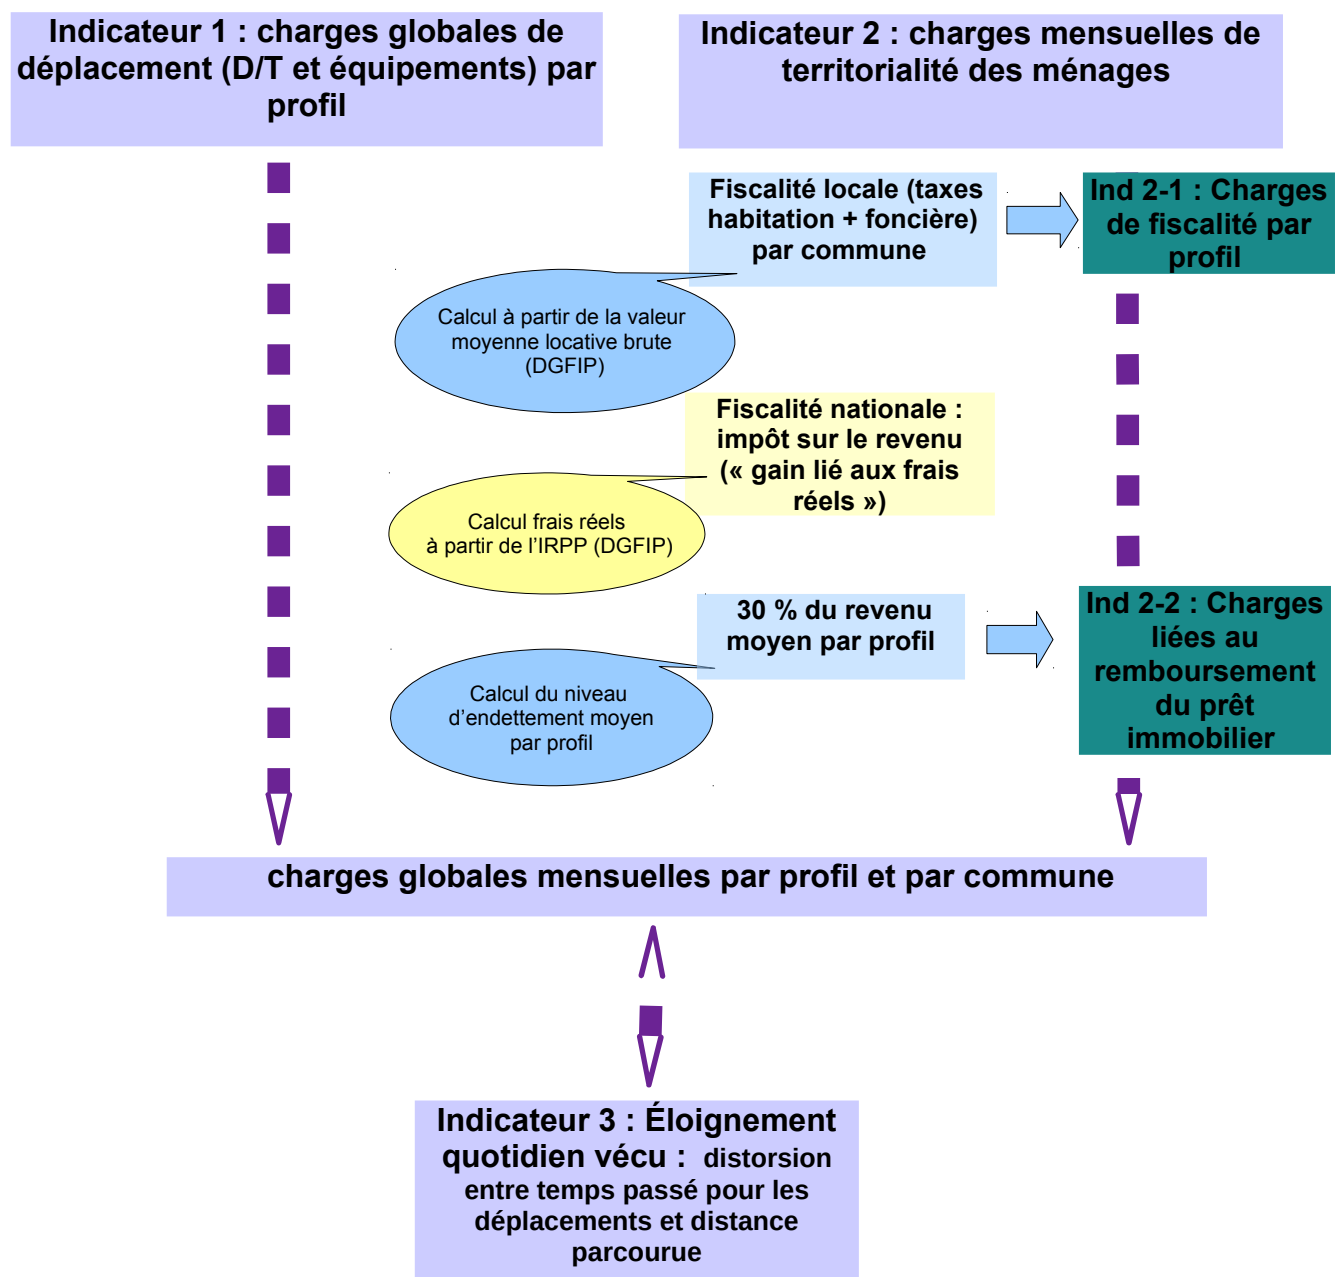 Indicateur 1 : charges globales de
déplacement (D/T et équipements) par
profil
Indicateur 2 : charges mensuelles de
territorialité des ménages
Fiscalité locale (taxes
habitation + foncière)
par commune
Ind 2-1 : Charges
de fiscalité par
profil
Calcul à partir de la valeur
moyenne locative brute
(DGFIP)
Fiscalité nationale :
impôt sur le revenu
(« gain lié aux frais
réels »)
Calcul frais réels
à partir de l’IRPP (DGFIP)
30 % du revenu
moyen par profil
Ind 2-2 : Charges
liées au
remboursement
du prêt
immobilier
Calcul du niveau
d’endettement moyen
par profil
charges globales mensuelles par profil et par commune
Indicateur 3 : Éloignement
quotidien vécu : distorsion
entre temps passé pour les
déplacements et distance
parcourue